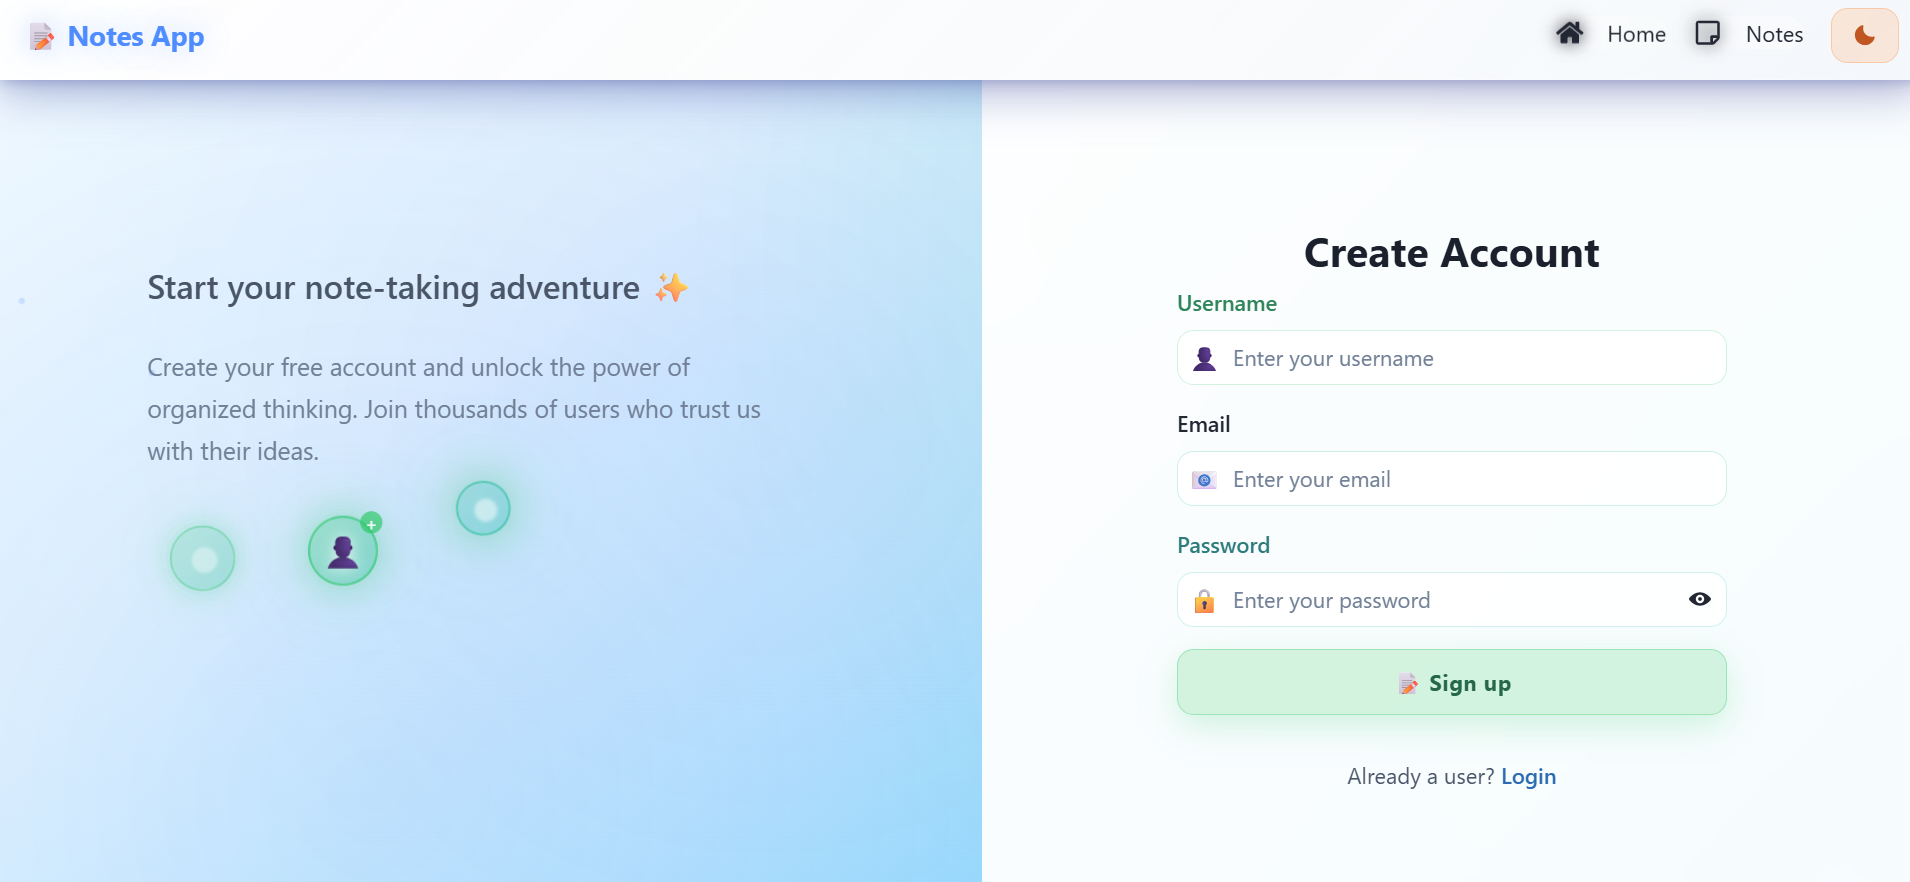 Notes App
Home
Notes
Start your note-taking adventure ✨
Create your free account and unlock the power of
organized thinking. Join thousands of users who trust us
with their ideas.
+
Create Account
Username
Enter your username
Email
Enter your email
Password
Enter your password
Sign up
Already a user? Login